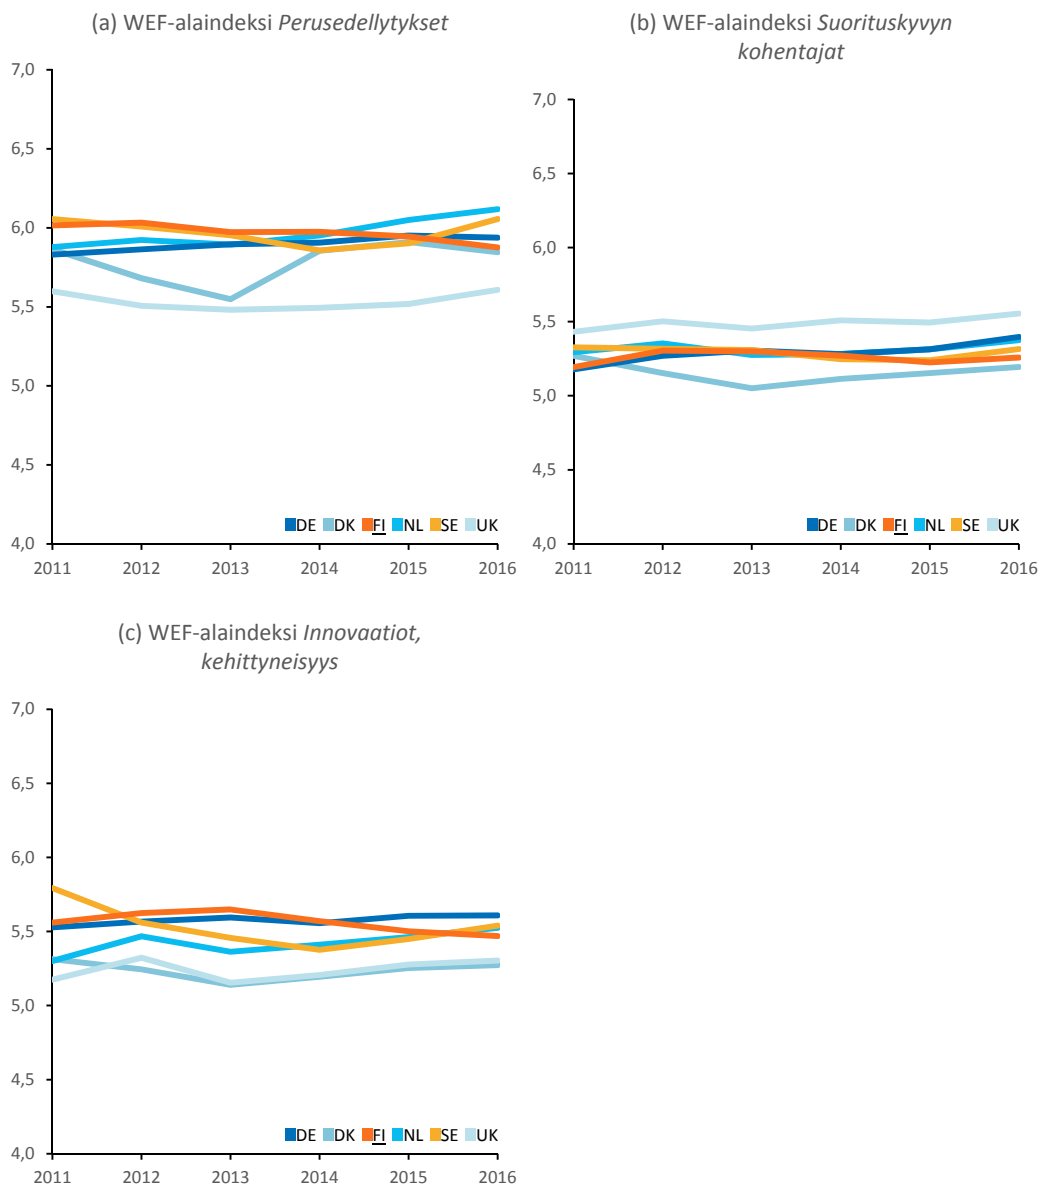 (a) WEF-alaindeksi Perusedellytykset
7,0
6,5
6,0
5,5
5,0
4,5
4,0
DE DK FI NL SE UK
2011 2012 2013 2014 2015 2016
(b) WEF-alaindeksi Suorituskyvyn
kohentajat
7,0
6,5
6,0
5,5
5,0
4,5
4,0
DE DK FI NL SE UK
2011 2012 2013 2014 2015 2016
(c) WEF-alaindeksi Innovaatiot,
kehittyneisyys
7,0
6,5
6,0
5,5
5,0
4,5
4,0
DE DK FI NL SE UK
2011 2012 2013 2014 2015 2016